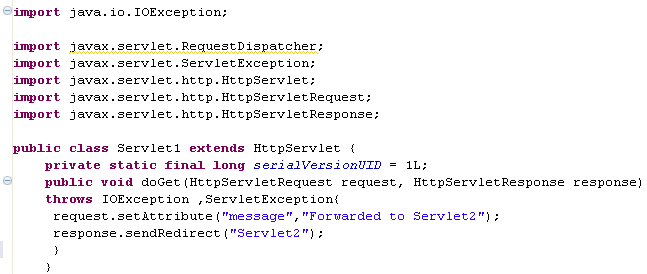 import java.io.IOException;
import javax.servlet.RequestDispatcher;
import javax.servlet.ServletException;
import javax.servlet.http.HttpServlet;
import javax.servlet.http.HttpServletRequest;
import javax.servlet.http.HttpServletResponse;
public class Servlet1 extends HttpServlet {
private static final long serialVersionUID = 1L;
public void doGet(HttpServletRequest request, HttpServletResponse response)
throws IOException ,ServletException{
request.setAttribute("message","Forwarded to Servlet2");
response.sendRedirect("Servlet2");
}
}